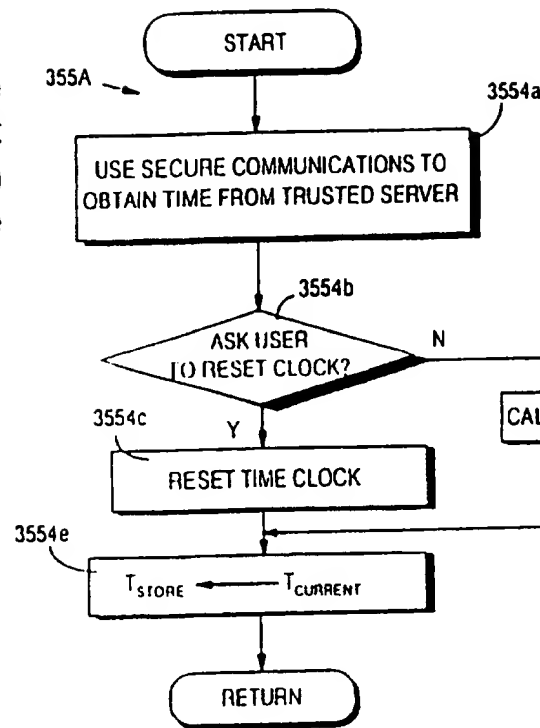 START
355A
3554a
USE SECURE COMMUNICATIONS TO
OBTAIN TIME FROM TRUSTED SERVER
3554b
ASK USER
TO RESET CLOCK?
N
Y
3554c
RESET TIME CLOCK
3554e
TSTORE ← TCURRENT
RETURN